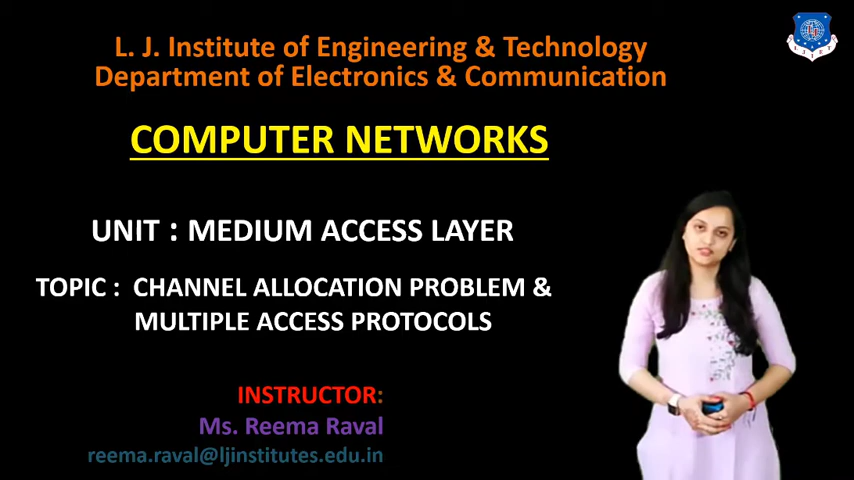 L. J. Institute of Engineering & Technology
Department of Electronics & Communication
COMPUTER NETWORKS
UNIT : MEDIUM ACCESS LAYER
TOPIC : CHANNEL ALLOCATION PROBLEM &
MULTIPLE ACCESS PROTOCOLS
INSTRUCTOR:
Ms. Reema Raval
reema.raval@ljinstitutes.edu.in